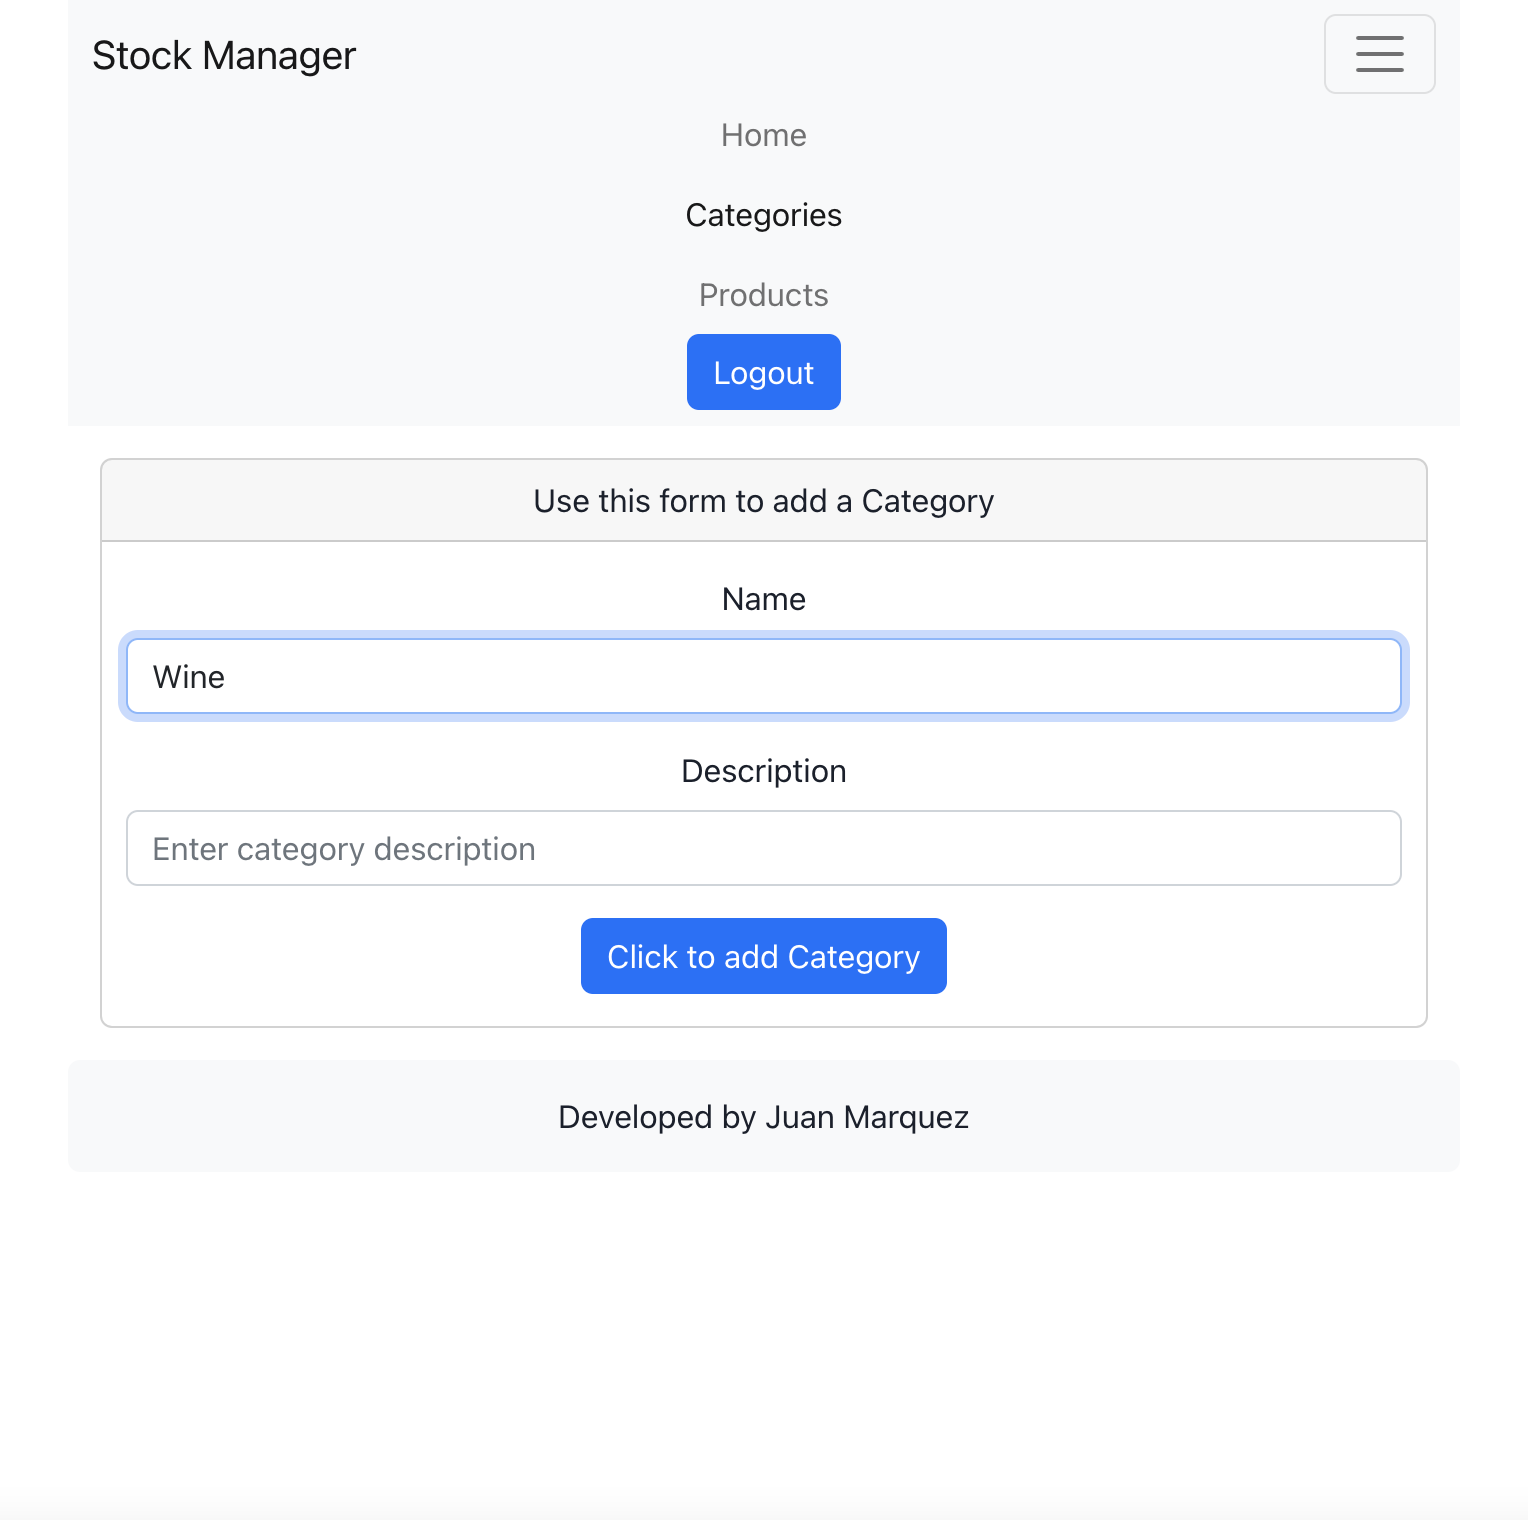 Stock Manager
Home
Categories
Products
Logout
Use this form to add a Category
Name
Wine
Description
Enter category description
Click to add Category
Developed by Juan Marquez